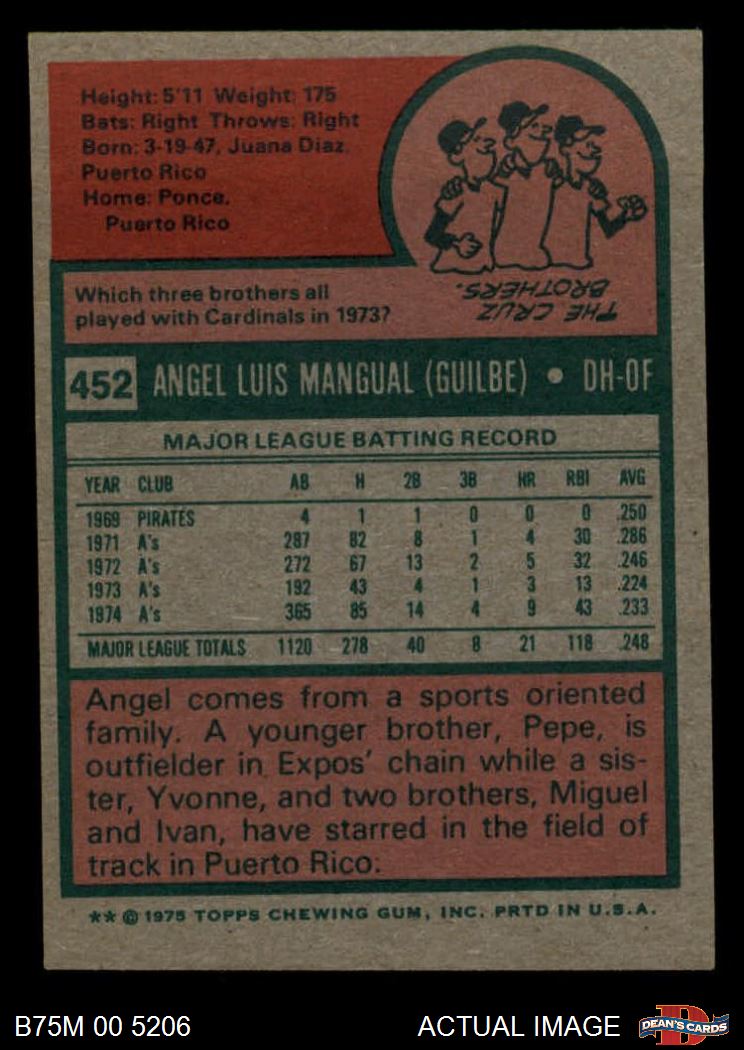 Height: 5'11 Weight: 175
Bats: Right Throws: Right
Born: 3-19-47, Juana Diaz,
Puerto Rico
Home: Ponce,
Puerto Rico
THE CRUZ
BROTHERS.
Which three brothers all
played with Cardinals in 1973?
452 ANGEL LUIS MANGUAL (GUILBE) • DH-OF
MAJOR LEAGUE BATTING RECORD
YEAR CLUB AB H 2B 3B HR RBI AVG
1969 PIRATES 4 1 1 0 0 0 .250
1971 A's 287 82 8 1 4 30 .286
1972 A's 272 67 13 2 5 32 .246
1973 A's 192 43 4 1 3 13 .224
1974 A's 365 85 14 4 9 43 .233
MAJOR LEAGUE TOTALS 1120 278 40 8 21 118 .248
Angel comes from a sports oriented
family. A younger brother, Pepe, is
outfielder in Expos' chain while a sis-
ter, Yvonne, and two brothers, Miguel
and Ivan, have starred in the field of
track in Puerto Rico.
** © 1975 TOPPS CHEWING GUM, INC. PRTD IN U.S.A.
B75M 00 5206 ACTUAL IMAGE
D
DEAN'S CARDS